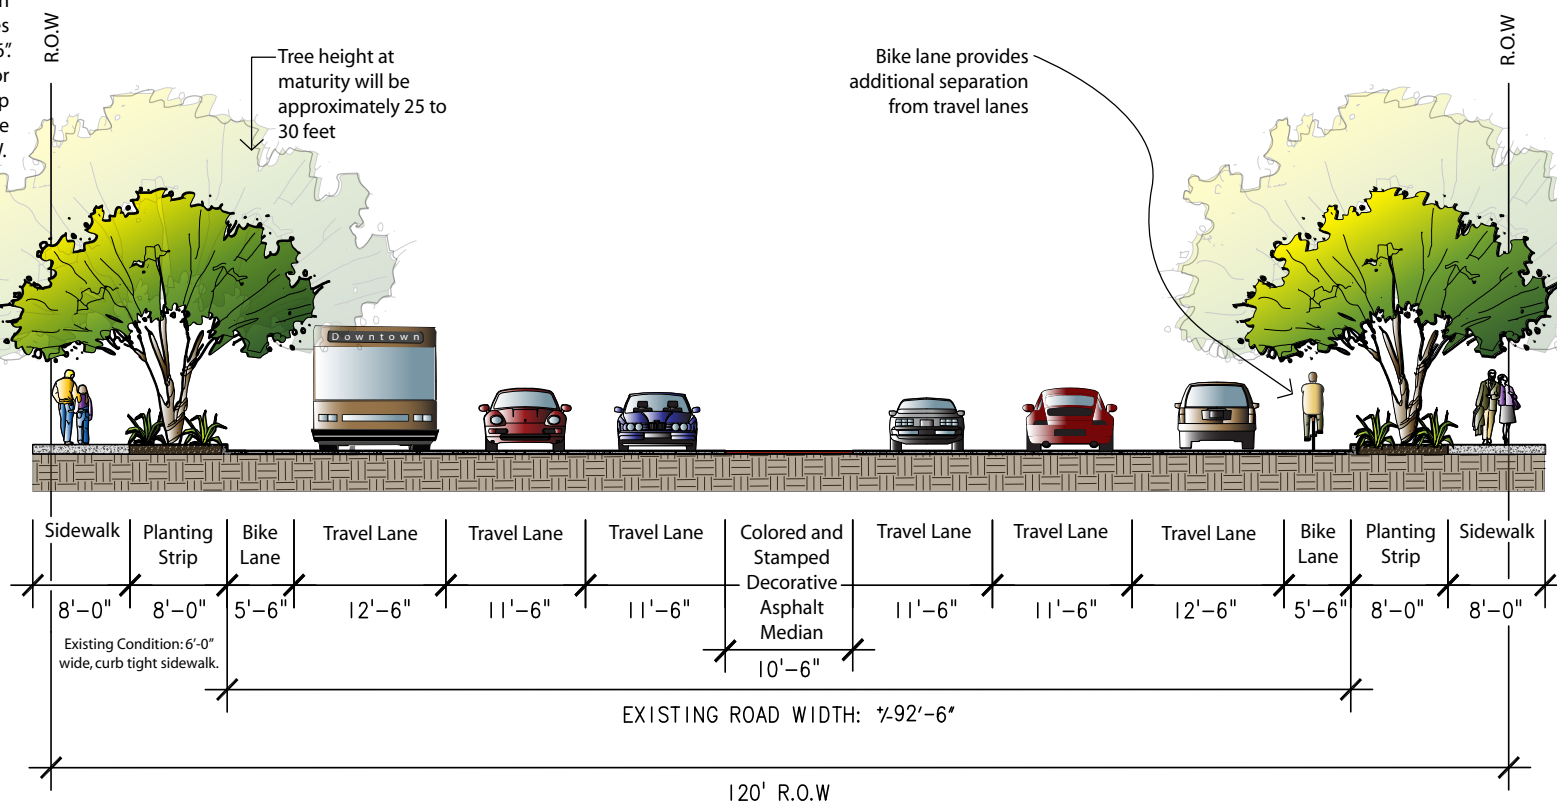 es
6".
or
p
e
R.O.W
R.O.W
Tree height at
maturity will be
approximately 25 to
30 feet
Bike lane provides
additional separation
from travel lanes
Downtown
Sidewalk
Planting
Strip
Bike
Lane
Travel Lane
Travel Lane
Travel Lane
Colored and
Stamped
Decorative
Asphalt
Median
Travel Lane
Travel Lane
Travel Lane
Bike
Lane
Planting
Strip
Sidewalk
8'-0"
8'-0"
5'-6"
12'-6"
11'-6"
11'-6"
10'-6"
11'-6"
11'-6"
12'-6"
5'-6"
8'-0"
8'-0"
Existing Condition: 6'-0"
wide, curb tight sidewalk.
EXISTING ROAD WIDTH: +/-92'-6"
120' R.O.W